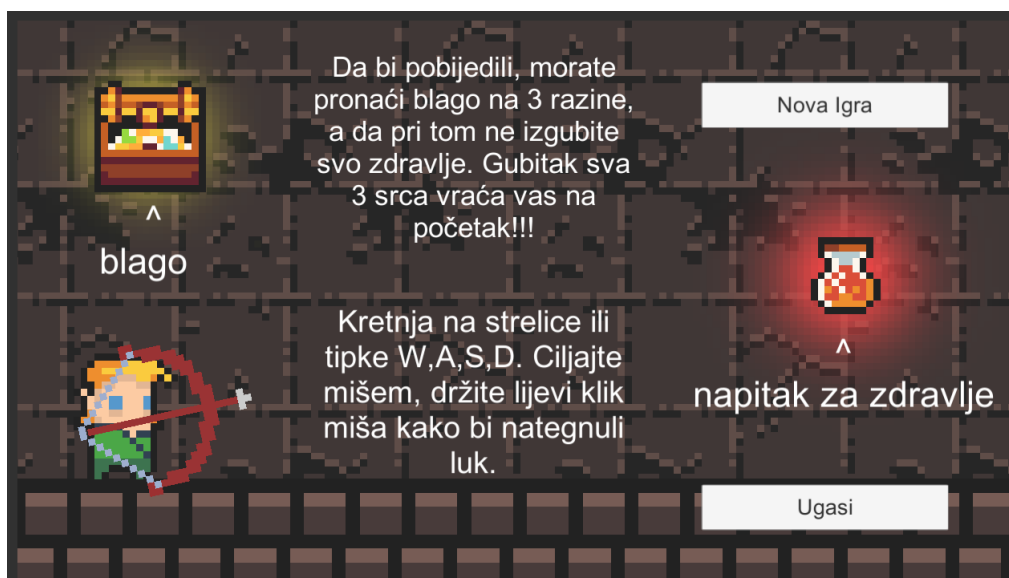 Da bi pobijedili, morate
pronaći blago na 3 razine,
a da pri tom ne izgubite
svo zdravlje. Gubitak sva
3 srca vraća vas na
početak!!!
Nova Igra
^
blago
Kretnja na strelice ili
tipke W,A,S,D. Ciljajte
mišem, držite lijevi klik
miša kako bi nategnuli
luk.
^
napitak za zdravlje
Ugasi